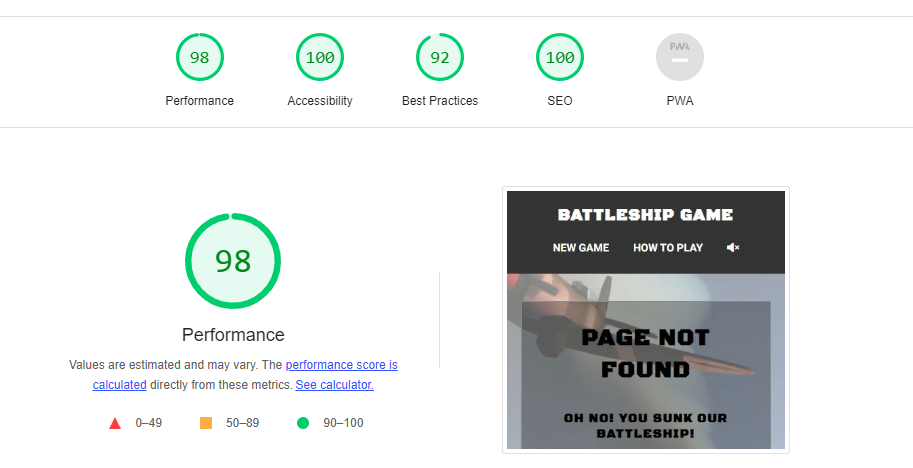 98
100
92
100
PWA
Performance
Accessibility
Best Practices
SEO
PWA
98
Performance
Values are estimated and may vary. The performance score is
calculated directly from these metrics. See calculator.
0–49
50–89
90–100
BATTLESHIP GAME
NEW GAME
HOW TO PLAY
PAGE NOT
FOUND
OH NO! YOU SUNK OUR
BATTLESHIP!